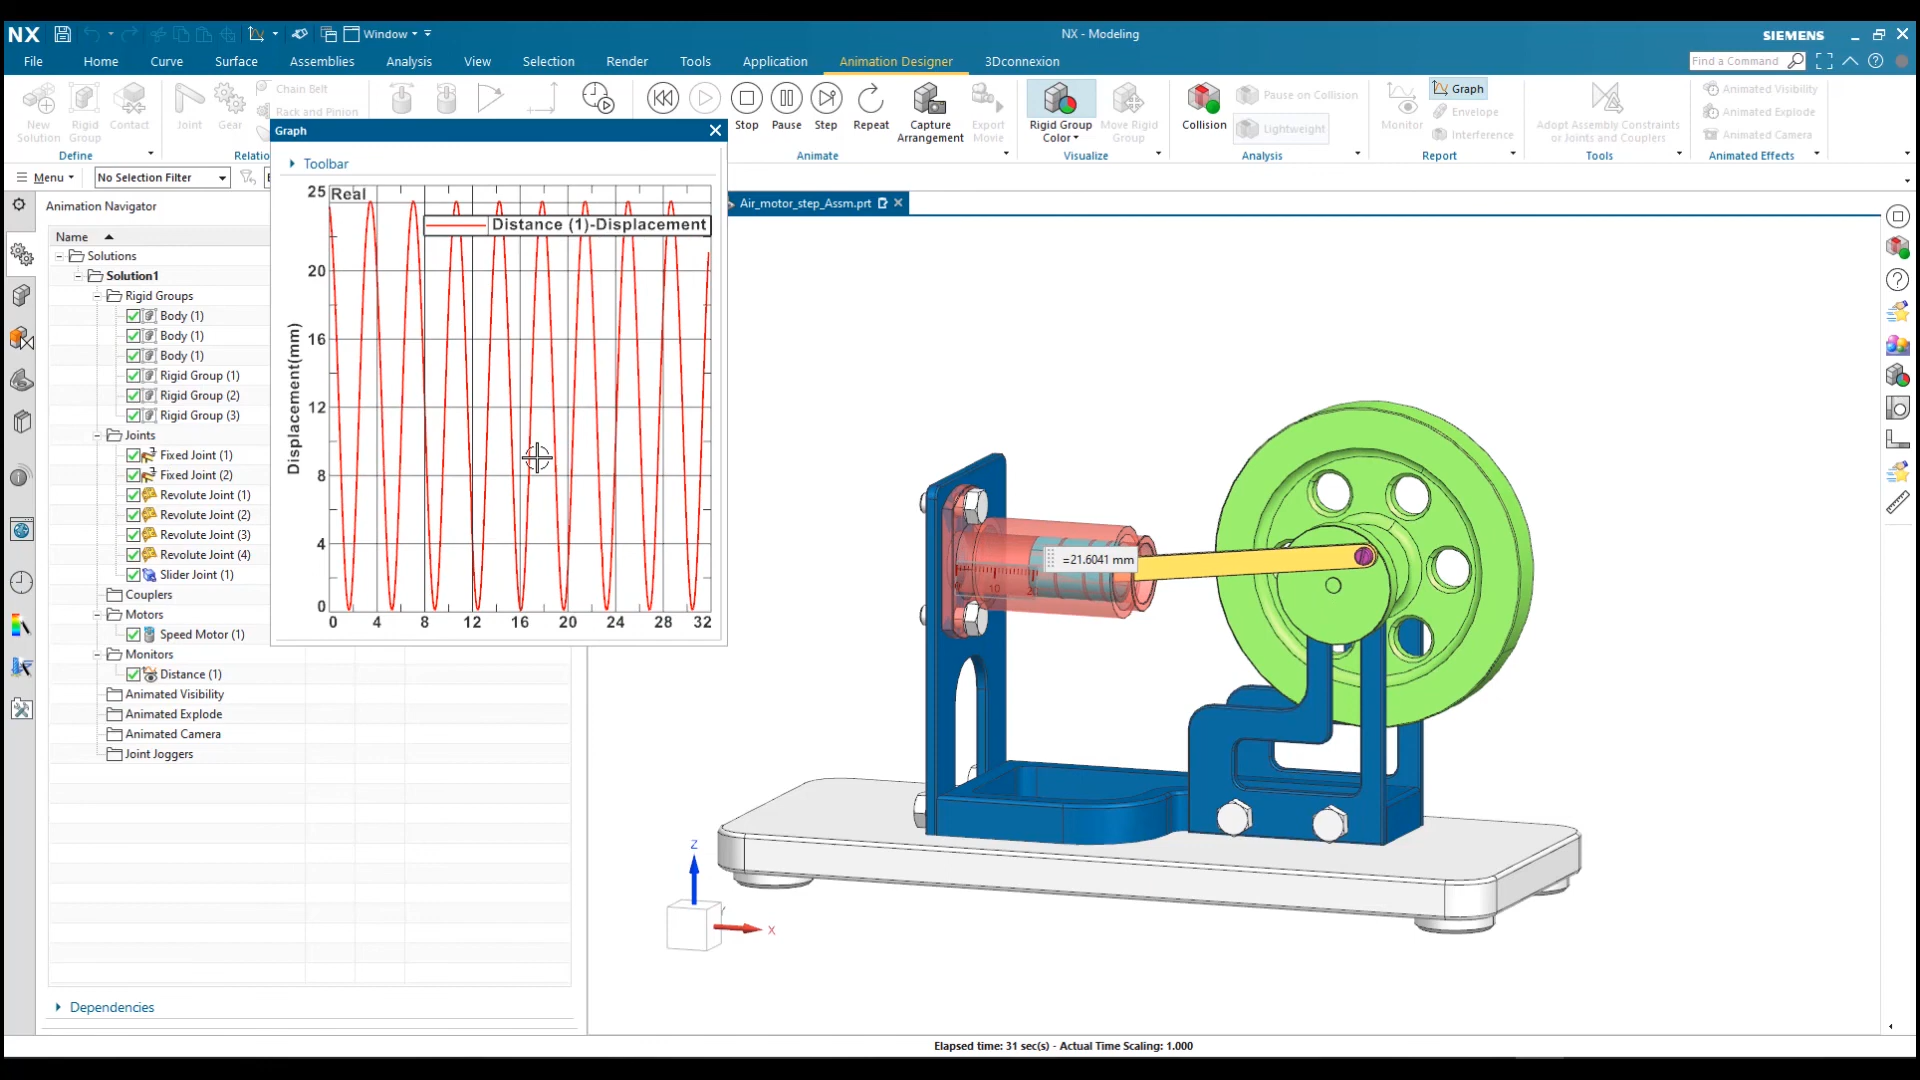 NX
Window
NX - Modeling
SIEMENS
File Home Curve Surface Assemblies Analysis View Selection Render Tools Application Animation Designer 3Dconnexion
Find a Command
New Solution
Rigid Group
Contact
Define
Joint
Gear
Chain Belt
Rack and Pinion
Stop
Pause
Step
Repeat
Capture Arrangement
Export Movie
Animate
Rigid Group Color
Move Rigid Group
Visualize
Collision
Pause on Collision
Lightweight
Analysis
Monitor
Graph
Envelope
Interference
Report
Adopt Assembly Constraints or Joints and Couplers
Tools
Animated Visibility
Animated Explode
Animated Camera
Animated Effects
Menu
No Selection Filter
Graph
Toolbar
Real
Distance (1)-Displacement
Displacement(mm)
25
20
16
12
8
4
0
0 4 8 12 16 20 24 28 32
Air_motor_step_Assm.prt
Animation Navigator
Name
Solutions
Solution1
Rigid Groups
Body (1)
Body (1)
Body (1)
Rigid Group (1)
Rigid Group (2)
Rigid Group (3)
Joints
Fixed Joint (1)
Fixed Joint (2)
Revolute Joint (1)
Revolute Joint (2)
Revolute Joint (3)
Revolute Joint (4)
Slider Joint (1)
Couplers
Motors
Speed Motor (1)
Monitors
Distance (1)
Animated Visibility
Animated Explode
Animated Camera
Joint Joggers
Dependencies
=21.6041 mm
10
Z
X
Elapsed time: 31 sec(s) - Actual Time Scaling: 1.000